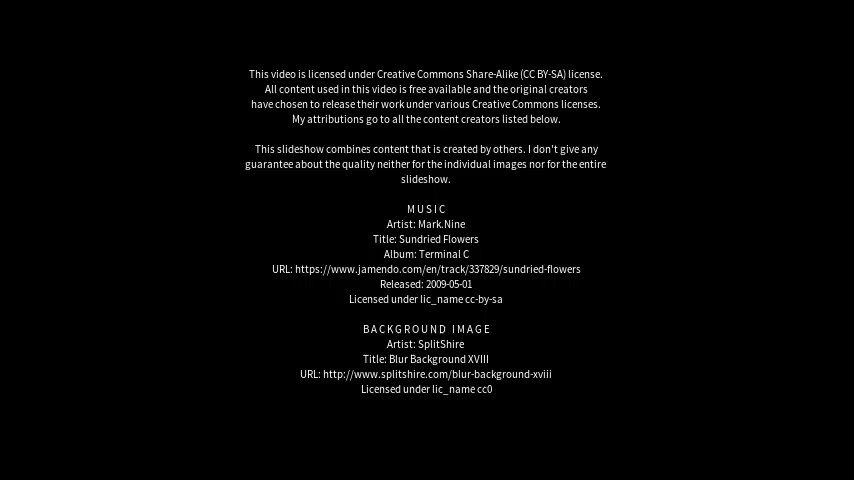 This video is licensed under Creative Commons Share-Alike (CC BY-SA) license.
All content used in this video is free available and the original creators
have chosen to release their work under various Creative Commons licenses.
My attributions go to all the content creators listed below.
This slideshow combines content that is created by others. I don't give any
guarantee about the quality neither for the individual images nor for the entire
slideshow.
MUSIC
Artist: Mark.Nine
Title: Sundried Flowers
Album: Terminal C
URL: https://www.jamendo.com/en/track/337829/sundried-flowers
Released: 2009-05-01
Licensed under lic_name cc-by-sa
BACKGROUND IMAGE
Artist: SplitShire
Title: Blur Background XVIII
URL: http://www.splitshire.com/blur-background-xviii
Licensed under lic_name cc0